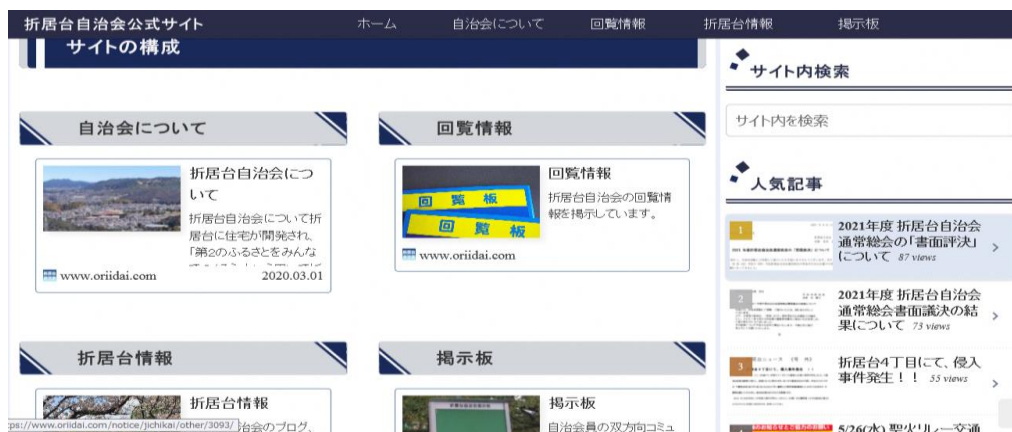 折居台自治会公式サイト
ホーム
自治会について
回覧情報
折居台情報
掲示板
サイトの構成
自治会について
折居台自治会につ
いて
折居台自治会について折
居台に住宅が開発され、
「第2のふるさとをみんな
www.oriidai.com
2020.03.01
回覧情報
回覧板
回覧板
回覧情報
折居台自治会の回覧情
報を掲示しています。
www.oriidai.com
折居台情報
折居台情報
治会のブログ、
掲示板
掲示板
自治会員の双方向コミュ
ps://www.oriidai.com/notice/jichikai/other/3093/
サイト内検索
サイト内を検索
人気記事
1
2021年度 折居台自治会
通常総会の「書面評決」
について 87 views
2
2021年度 折居台自治会
通常総会書面議決の結
果について 73 views
3
折居台4丁目にて、侵入
事件発生！！ 55 views
5/26(水) 聖火リレー交通